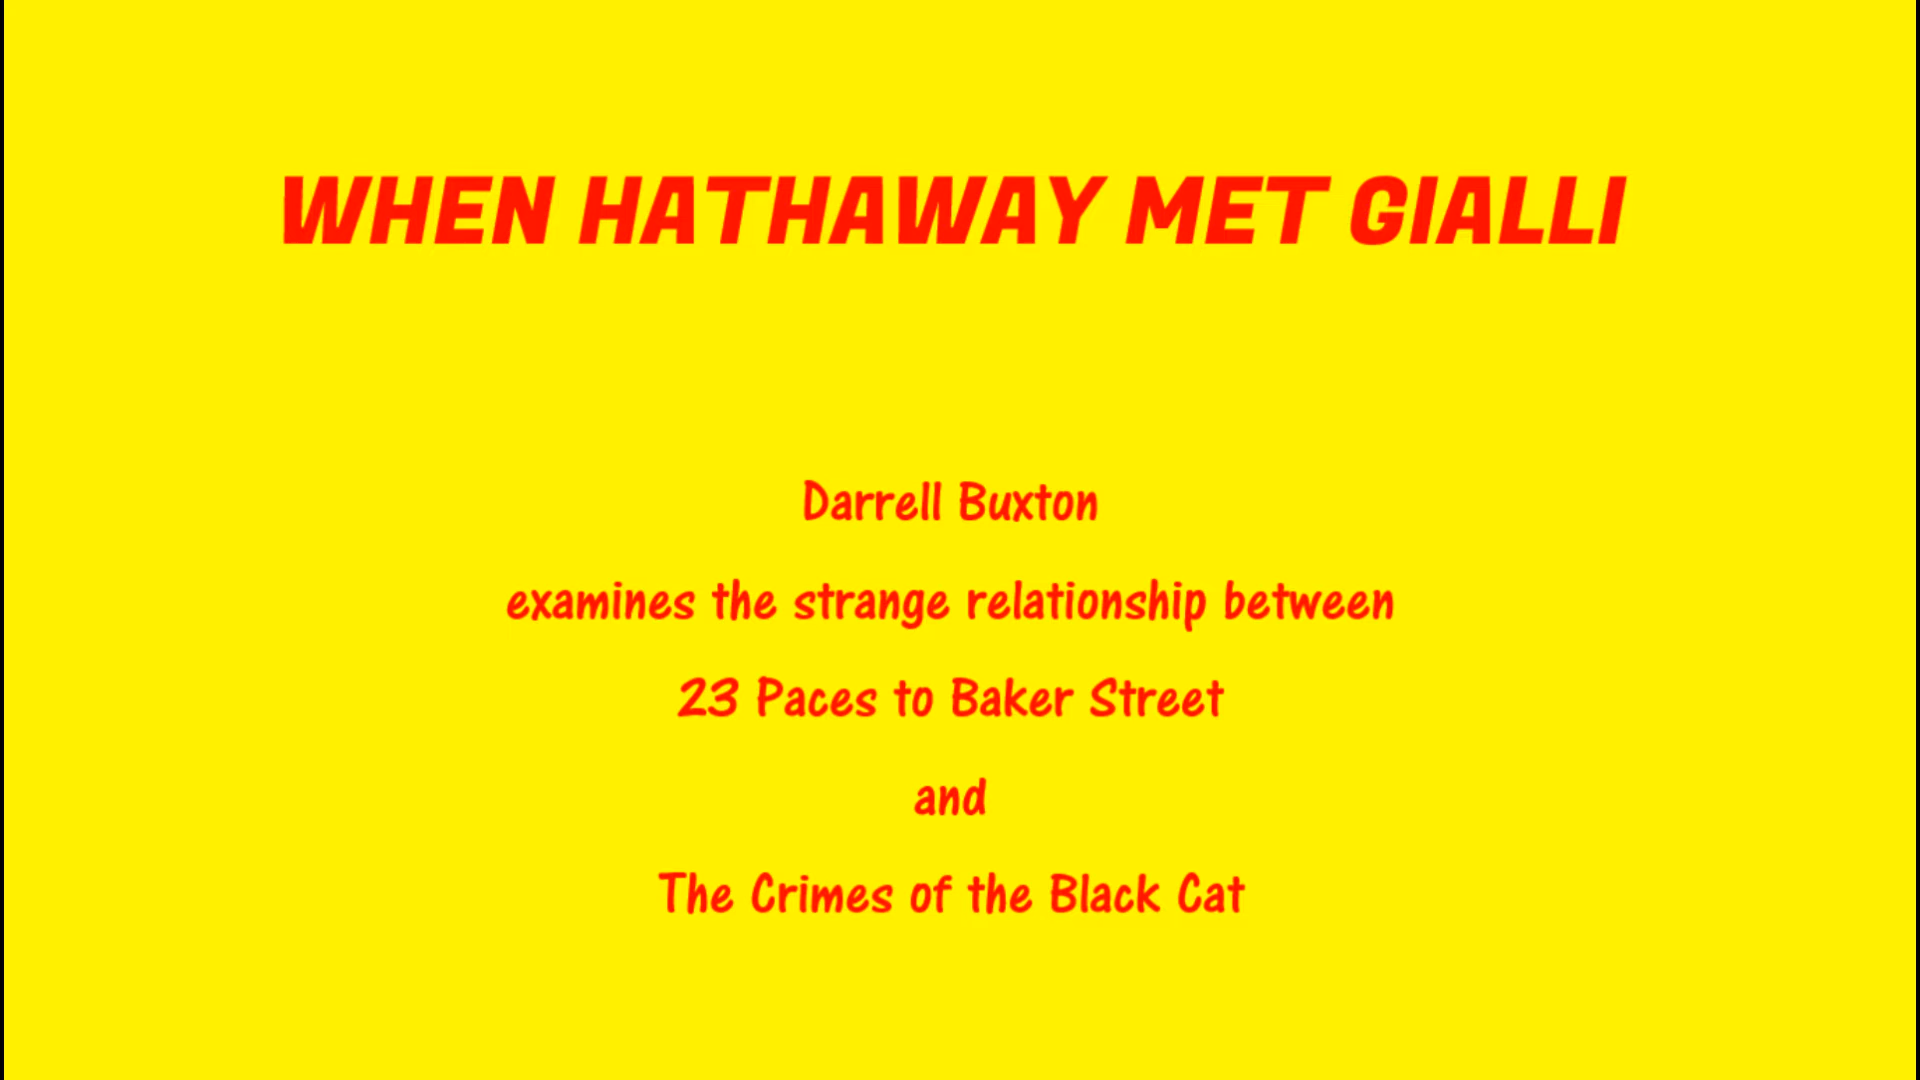 WHEN HATHAWAY MET GIALLI
Darrell Buxton
examines the strange relationship between
23 Paces to Baker Street
and
The Crimes of the Black Cat